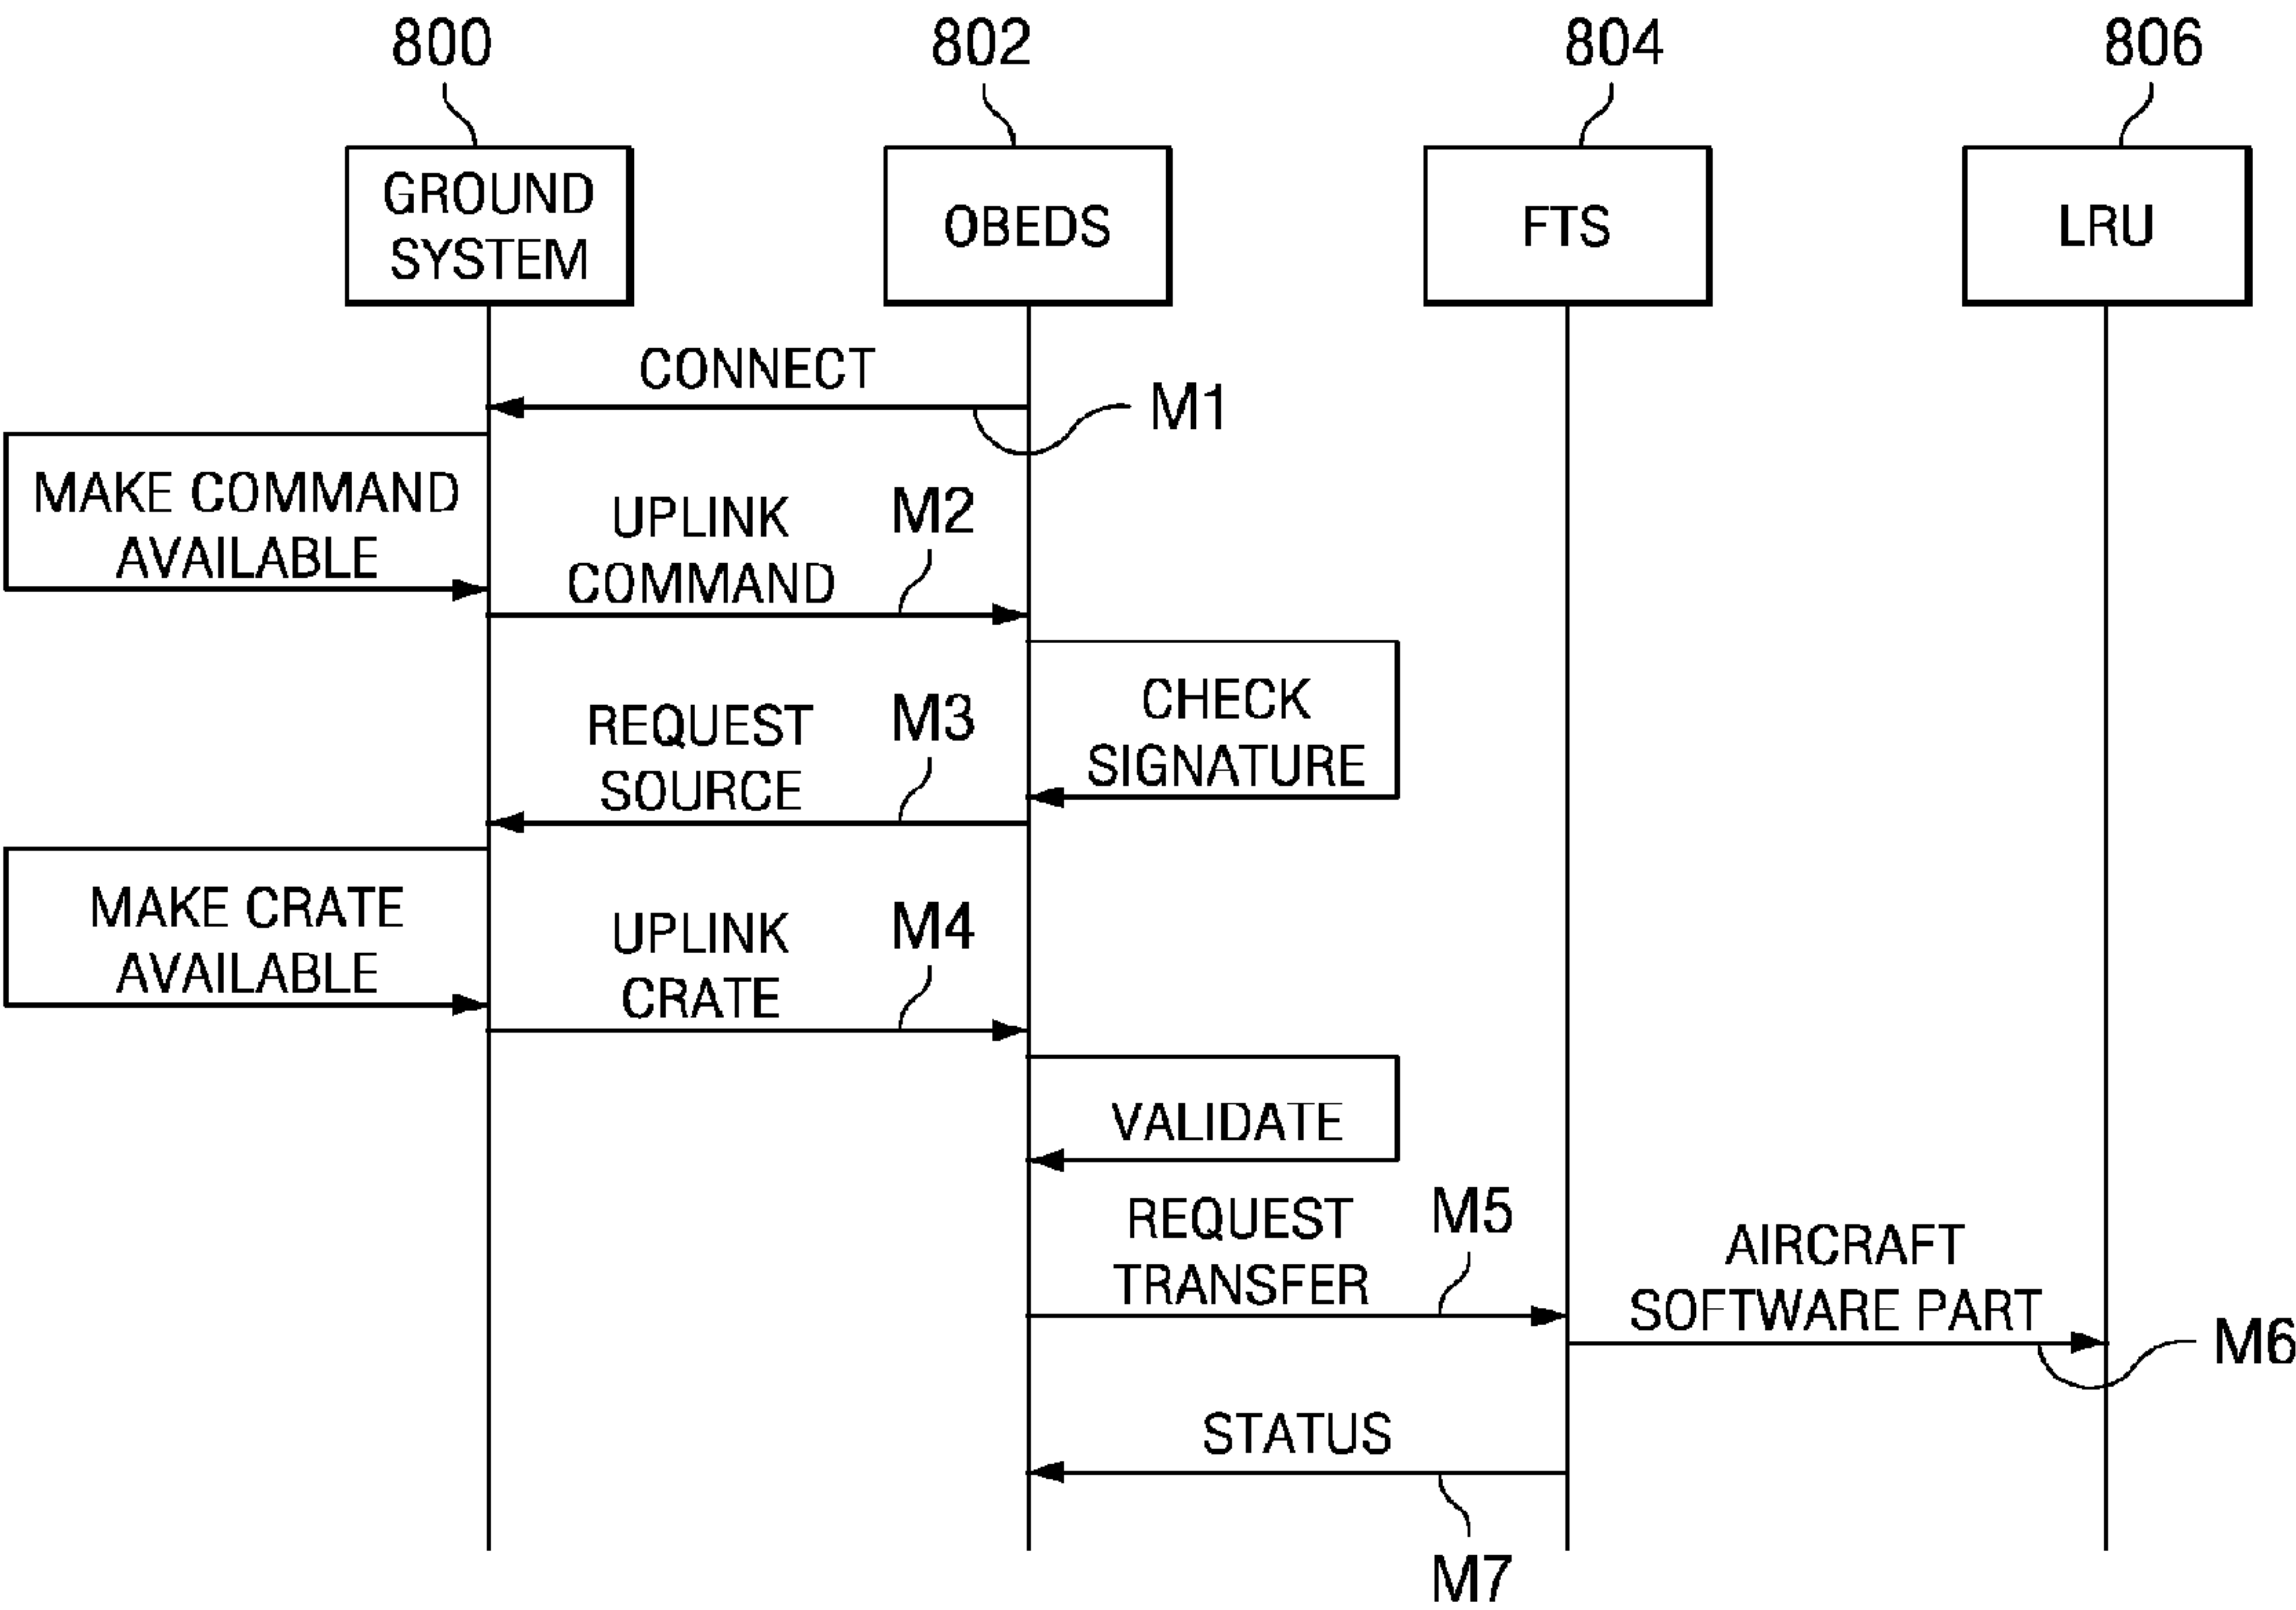 800
802
804
806
GROUND
SYSTEM
OBEDS
FTS
LRU
CONNECT
M1
MAKE COMMAND
AVAILABLE
UPLINK
COMMAND
M2
CHECK
SIGNATURE
REQUEST
SOURCE
M3
MAKE CRATE
AVAILABLE
UPLINK
CRATE
M4
VALIDATE
REQUEST
TRANSFER
M5
AIRCRAFT
SOFTWARE PART
M6
STATUS
M7